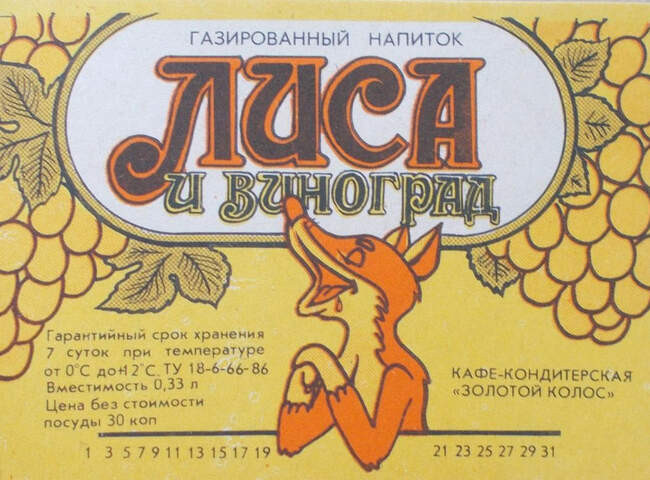 ГАЗИРОВАННЫЙ НАПИТОК
ЛИСА
И ВИНОГРАД
Гарантийный срок хранения
7 суток при температуре
от 0°С до+12°С. ТУ 18-6-66-86
Вместимость 0,33 л
Цена без стоимости
посуды 30 коп
КАФЕ-КОНДИТЕРСКАЯ
«ЗОЛОТОЙ КОЛОС»
1 3 5 7 9 11 13 15 17 19 21 23 25 27 29 31